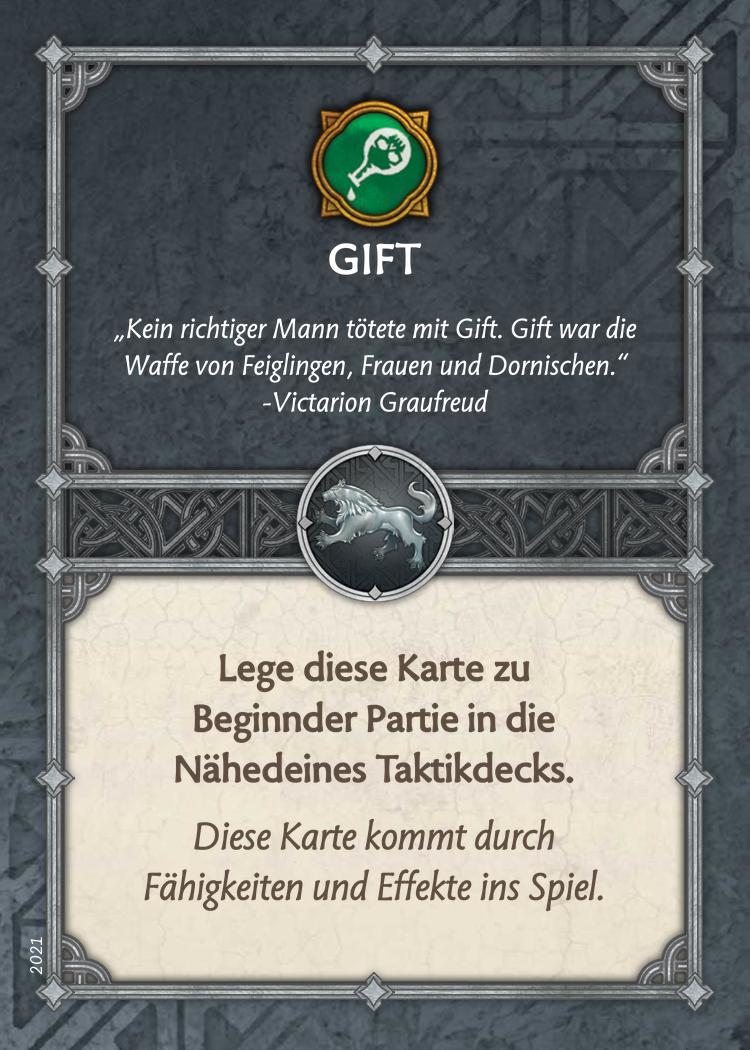 GIFT
„Kein richtiger Mann tötete mit Gift. Gift war die
Waffe von Feiglingen, Frauen und Dornischen.“
-Victarion Graufreud
Lege diese Karte zu
Beginnder Partie in die
Nähedeines Taktikdecks.
Diese Karte kommt durch
Fähigkeiten und Effekte ins Spiel.
2021